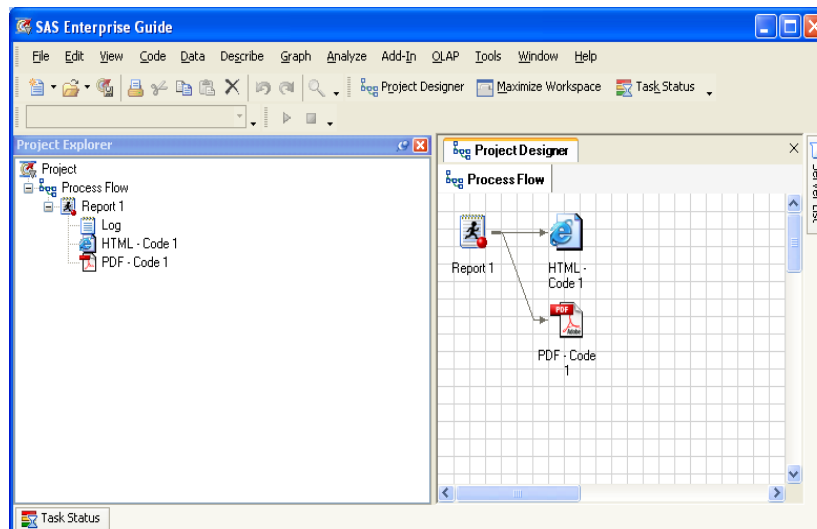 SAS Enterprise Guide
File Edit View Code Data Describe Graph Analyze Add-In OLAP Tools Window Help
Project Designer Maximize Workspace Task Status
Project Explorer
Project
Process Flow
Report 1
Log
HTML - Code 1
PDF - Code 1
Project Designer
Process Flow
Report 1
HTML -
Code 1
PDF
Adobe
PDF - Code
1
Task Status